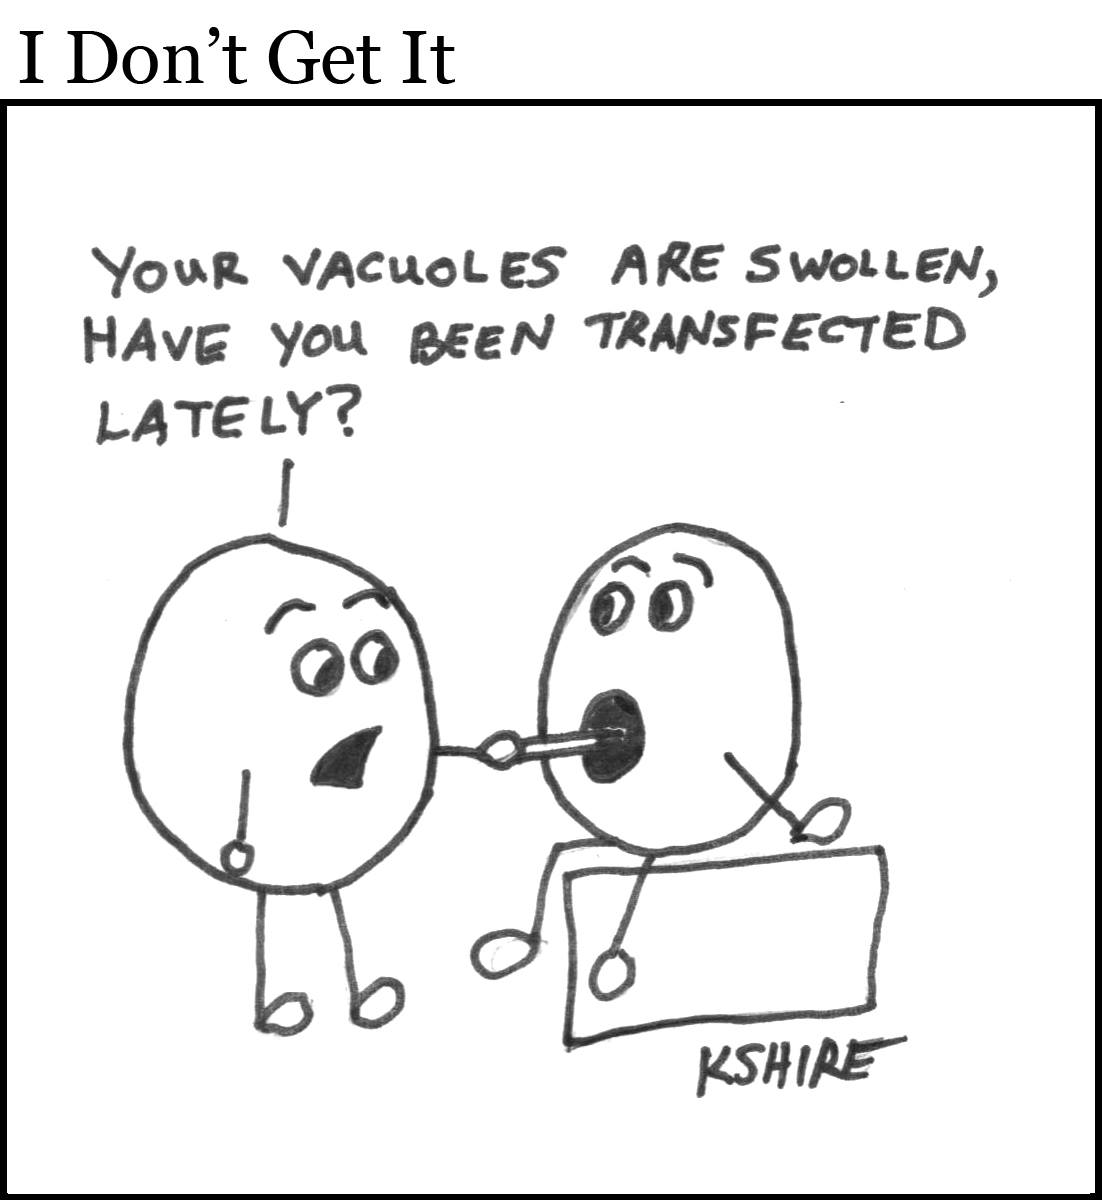 I Don’t Get It
YOUR VACUOLES ARE SWOLLEN,
HAVE YOU BEEN TRANSFECTED
LATELY?
KSHIRE